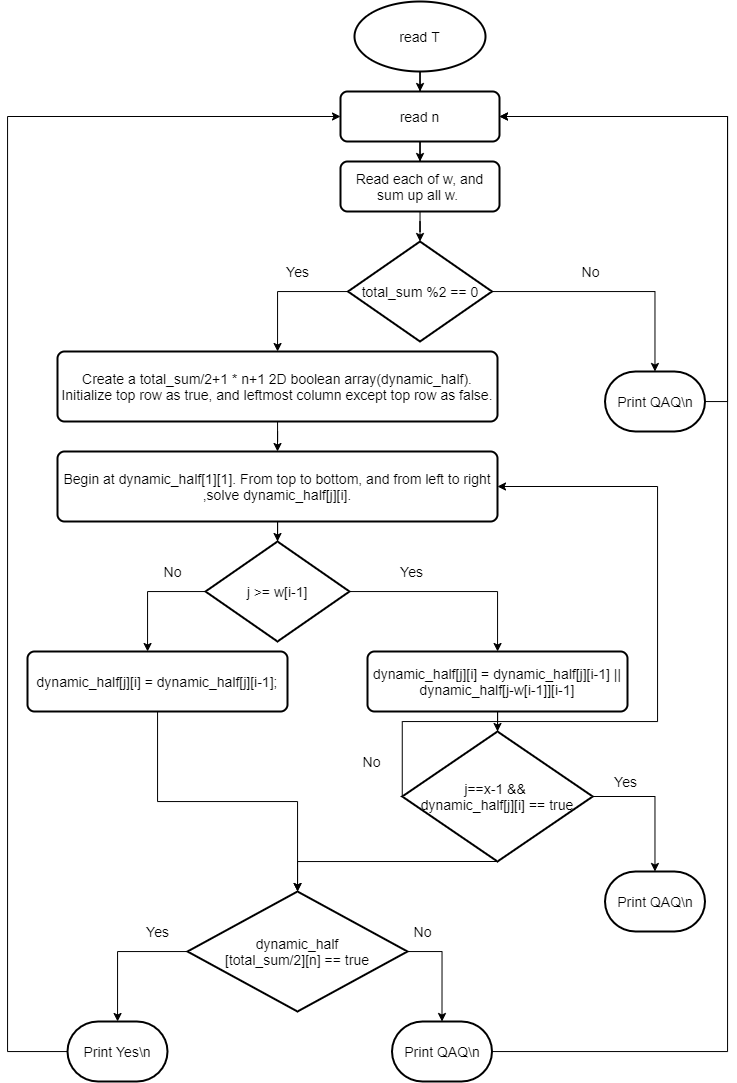 read T
read n
Read each of w, and
sum up all w.
Yes
No
total_sum %2 == 0
Create a total_sum/2+1 * n+1 2D boolean array(dynamic_half).
Initialize top row as true, and leftmost column except top row as false.
Print QAQ\n
Begin at dynamic_half[1][1]. From top to bottom, and from left to right
,solve dynamic_half[j][i].
No
Yes
j >= w[i-1]
dynamic_half[j][i] = dynamic_half[j][i-1];
dynamic_half[j][i] = dynamic_half[j][i-1] ||
dynamic_half[j-w[i-1]][i-1]
No
Yes
j==x-1 &&
dynamic_half[j][i] == true
Print QAQ\n
Yes
No
dynamic_half
[total_sum/2][n] == true
Print Yes\n
Print QAQ\n